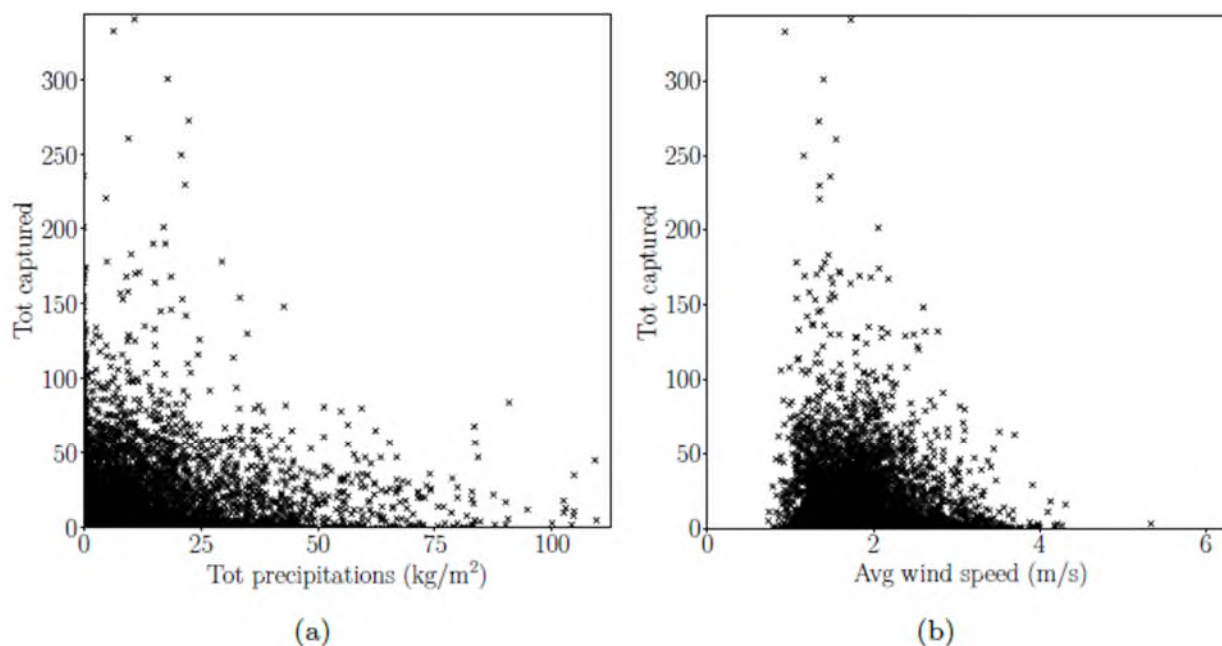 300
250
200
150
100
50
0
Tot captured
0 25 50 75 100
Tot precipitations (kg/m²)
(a)
300
250
200
150
100
50
0
Tot captured
0 2 4 6
Avg wind speed (m/s)
(b)